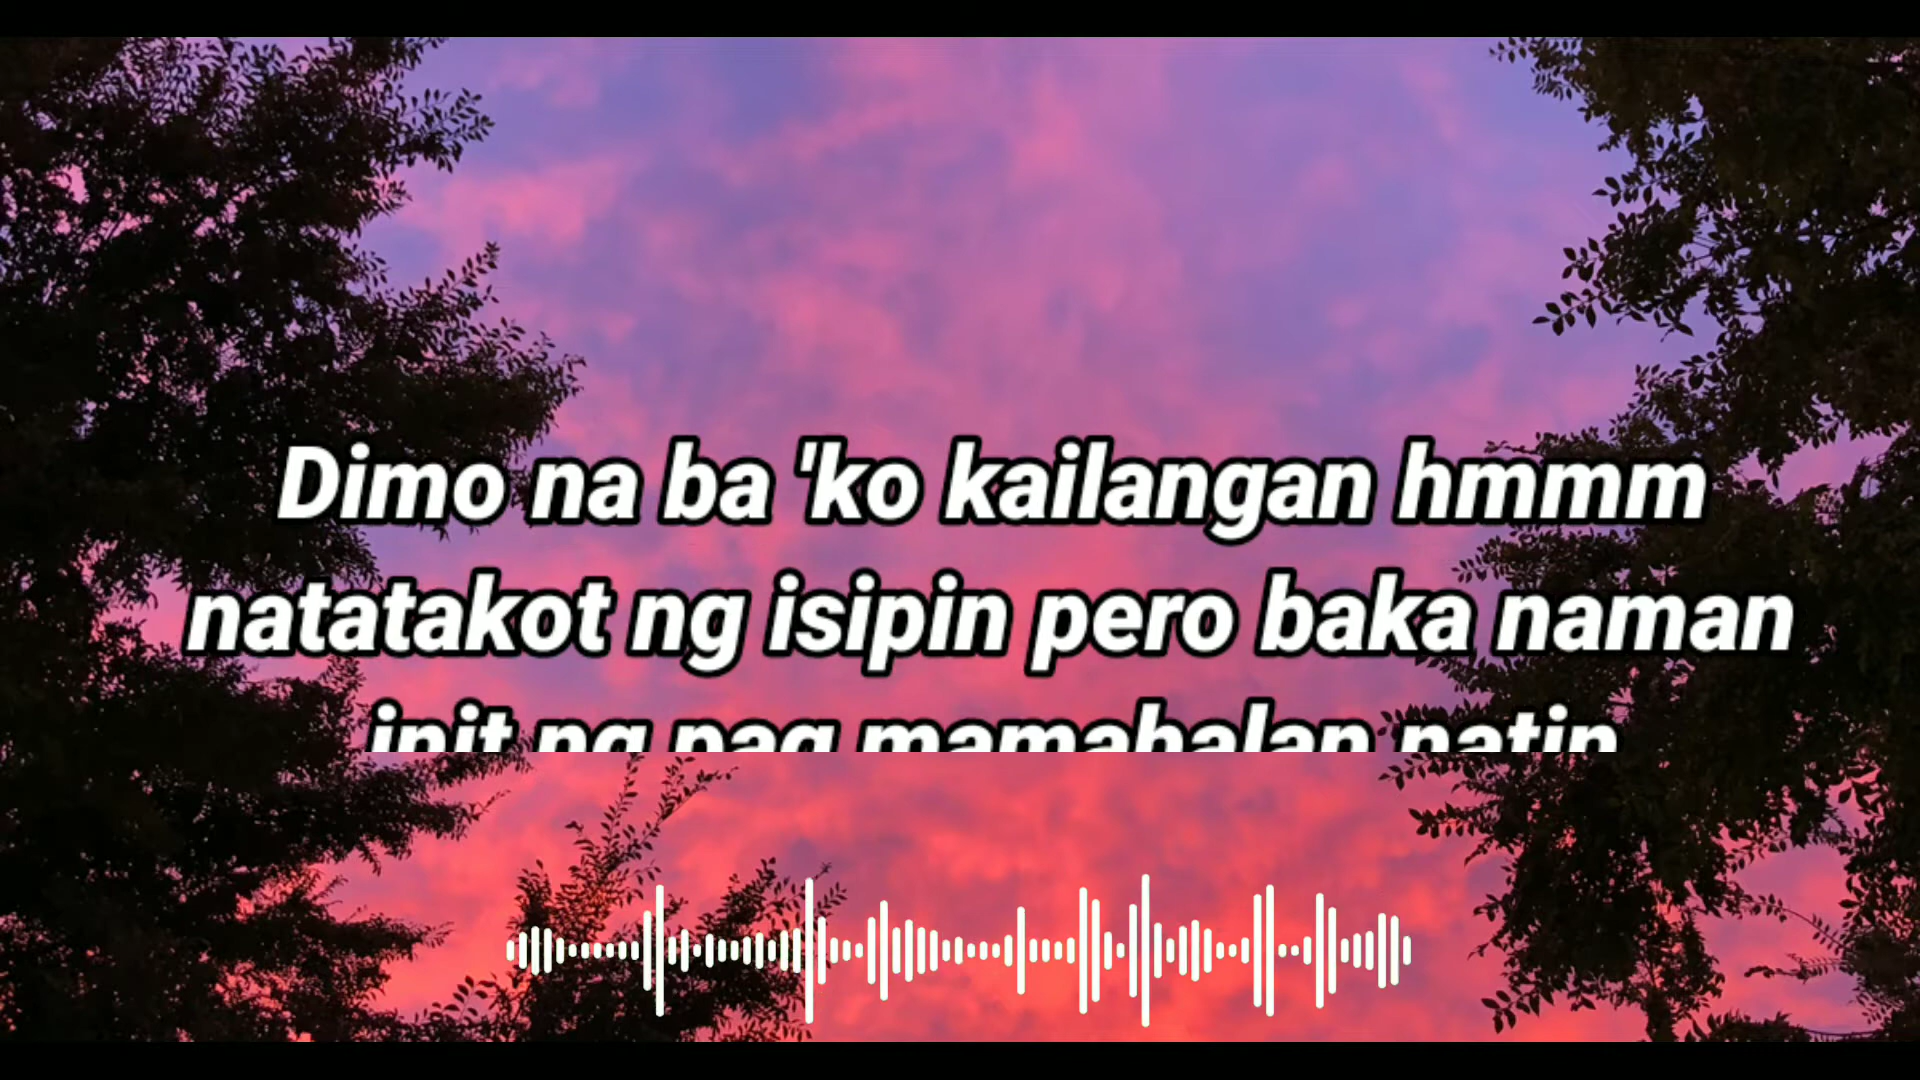 Dimo na ba 'ko kailangan hmmm
natatakot ng isipin pero baka naman
init ng pag mamahalan natin